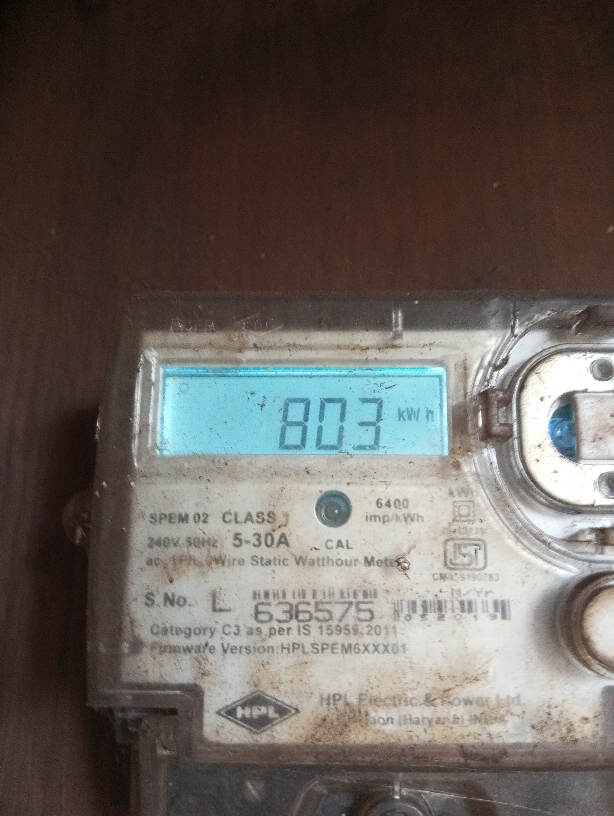 803 kWh
SPEM 02 CLASS 1
6400
imp/kWh
240V, 50Hz 5-30A
CAL
Wire Static Watthour Meter
S.No. L 636575
Category C3 as per IS 15959:2011
Firmware Version:HPLSPEM6XXX01
HPL
HPL Electric & Power Ltd.
(Haryana)